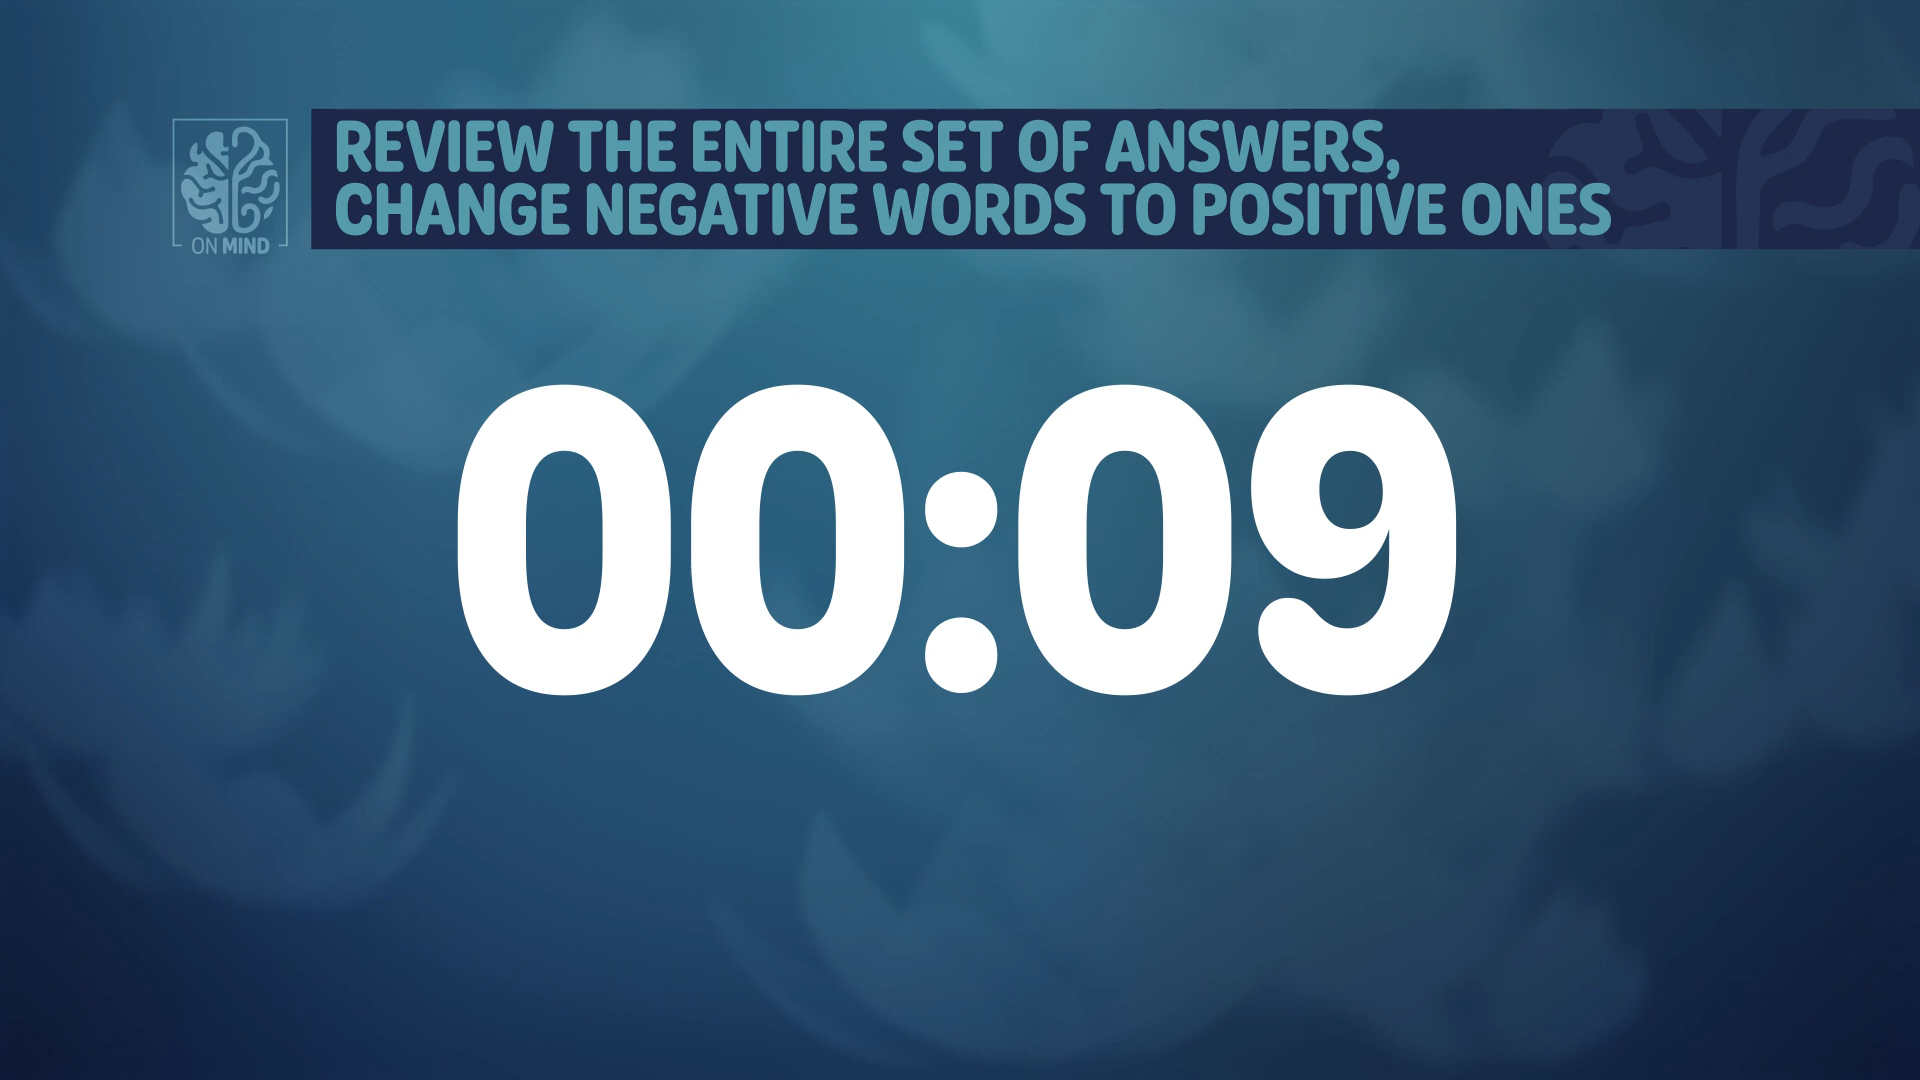 REVIEW THE ENTIRE SET OF ANSWERS,
CHANGE NEGATIVE WORDS TO POSITIVE ONES
ON MIND
00:09